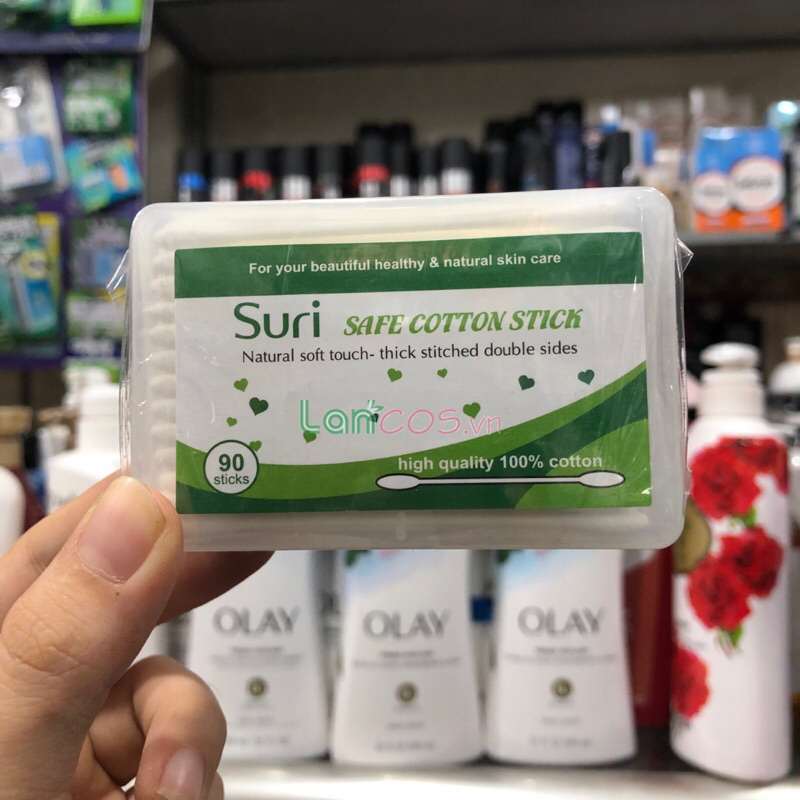 For your beautiful healthy & natural skin care
Suri SAFE COTTON STICK
Natural soft touch- thick stitched double sides
Lamcos.vn
90
sticks
high quality 100% cotton
OLAY
OLAY
OLAY